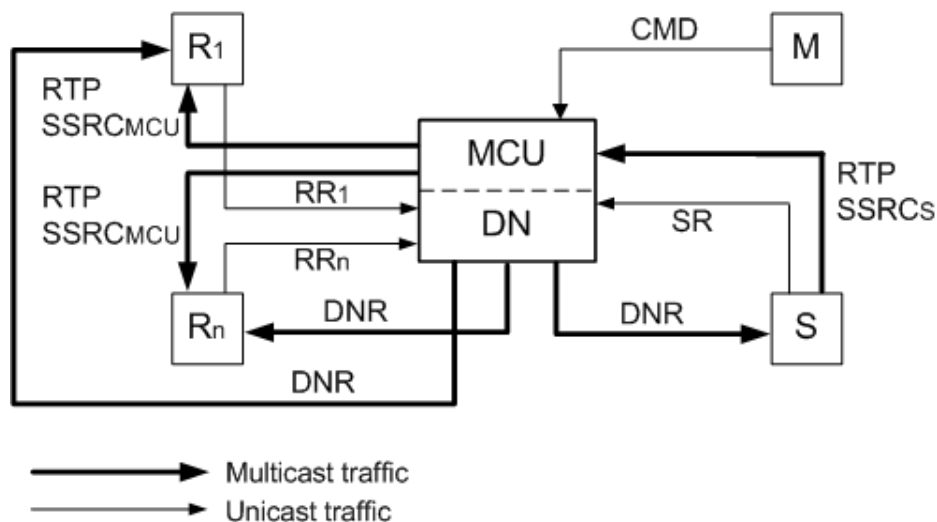 R1
CMD
M
RTP
SSRCMCU
MCU
RTP
SSRCS
RTP
SSRCMCU
RR1
DN
SR
RRn
Rn
DNR
DNR
S
DNR
Multicast traffic
Unicast traffic